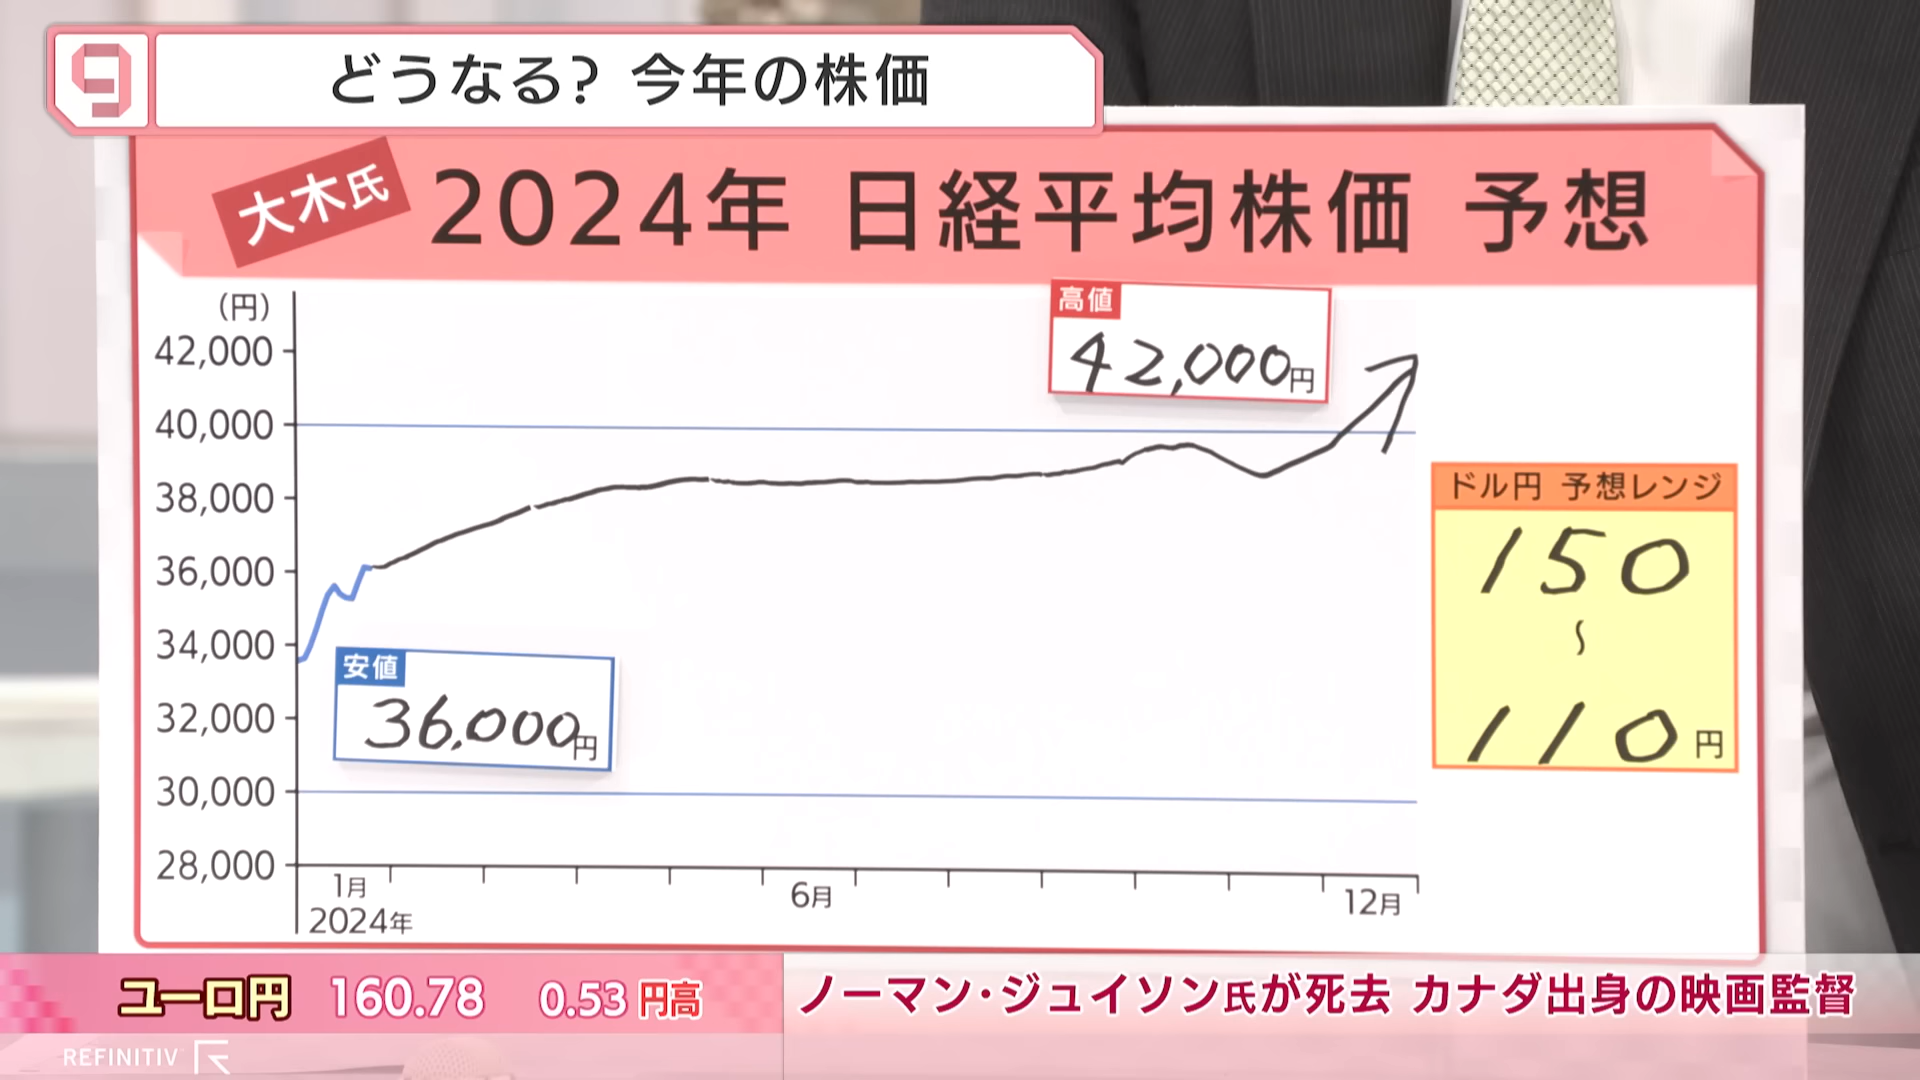 9
どうなる? 今年の株価
大木氏
2024年 日経平均株価 予想
(円)
42,000
40,000
38,000
36,000
34,000
32,000
30,000
28,000
高値
42,000円
安値
36,000円
ドル円 予想レンジ
150
~
110円
1月
6月
12月
2024年
ユーロ円 160.78 0.53 円高
ノーマン・ジュイソン氏が死去 カナダ出身の映画監督
REFINITIV